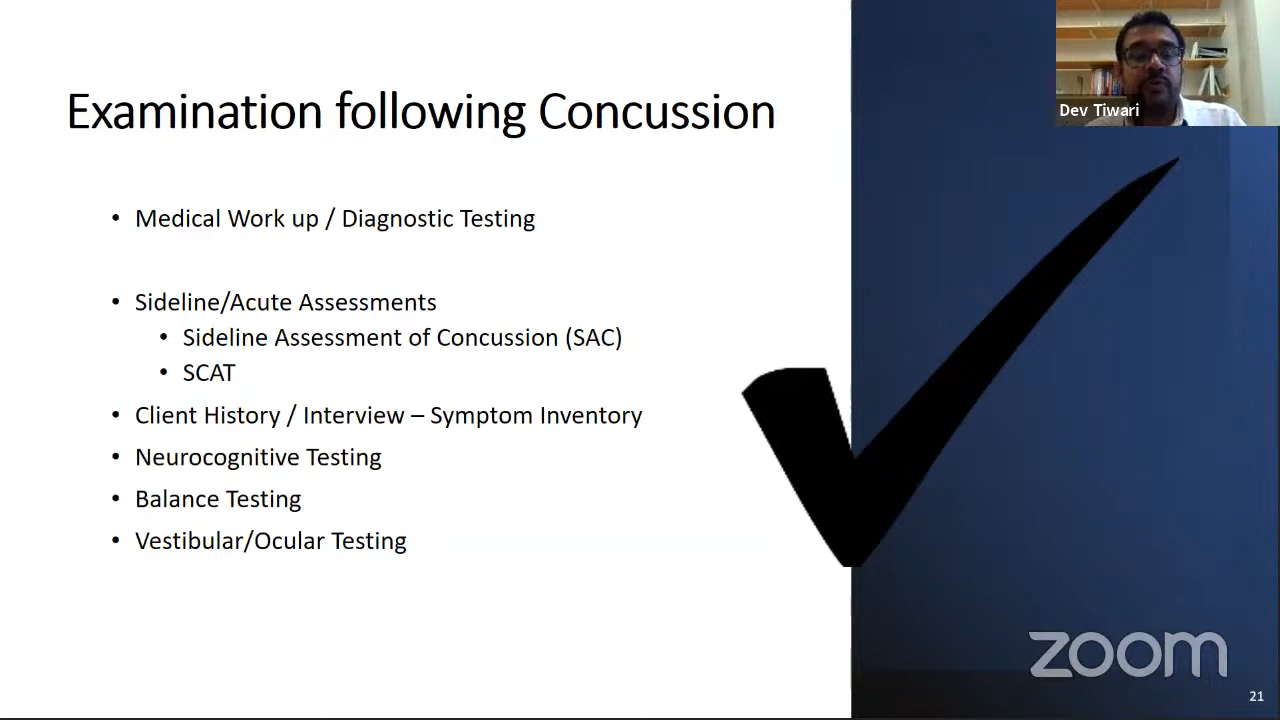 Examination following Concussion
• Medical Work up / Diagnostic Testing
• Sideline/Acute Assessments
• Sideline Assessment of Concussion (SAC)
• SCAT
• Client History / Interview – Symptom Inventory
• Neurocognitive Testing
• Balance Testing
• Vestibular/Ocular Testing
Dev Tiwari
zoom
21